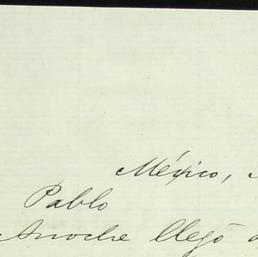 México,
Pablo
Anoche llegó